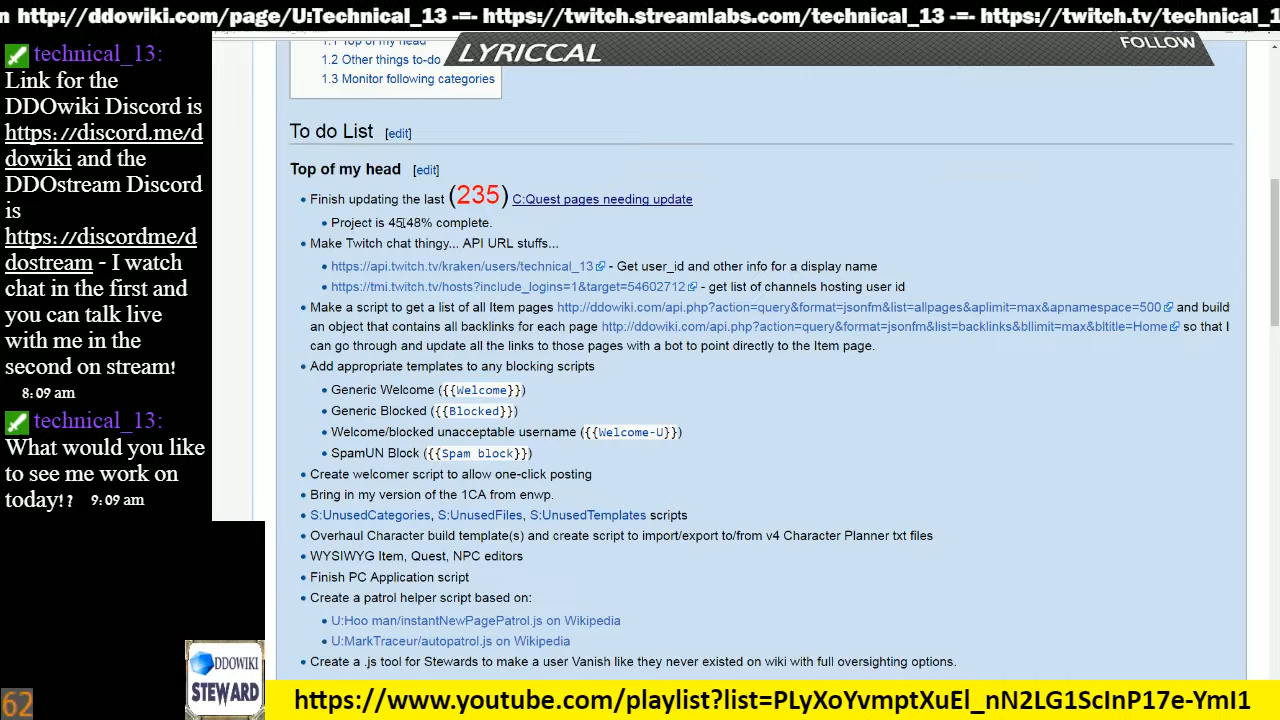 n http://ddowiki.com/page/U:Technical_13 -=- https://twitch.streamlabs.com/technical_13 -=- https://twitch.tv/technical_1
LYRICCAL
FOLLOW
technical_13:
Link for the
DDOwiki Discord is
https://discord.me/d
dowiki and the
DDOstream Discord
is
https://discordme/d
dostream - I watch
chat in the first and
you can talk live
with me in the
second on stream!
8:09 am
technical_13:
What would you like
to see me work on
today!? 9:09 am
DDOWIKI
STEWARD
62
1.2 Other things to-do
1.3 Monitor following categories
To do List [edit]
Top of my head [edit]
Finish updating the last (235) C:Quest pages needing update
Project is 45.48% complete.
Make Twitch chat thingy... API URL stuffs...
https://api.twitch.tv/kraken/users/technical_13 - Get user_id and other info for a display name
https://tmi.twitch.tv/hosts?include_logins=1&target=54602712 - get list of channels hosting user id
Make a script to get a list of all Item pages http://ddowiki.com/api.php?action=query&format=jsonfm&list=allpages&aplimit=max&apnamespace=500 and build
an object that contains all backlinks for each page http://ddowiki.com/api.php?action=query&format=jsonfm&list=backlinks&bllimit=max&bltitle=Home so that I
can go through and update all the links to those pages with a bot to point directly to the Item page.
Add appropriate templates to any blocking scripts
Generic Welcome ({{Welcome}})
Generic Blocked ({{Blocked}})
Welcome/blocked unacceptable username ({{Welcome-U}})
SpamUN Block ({{Spam block}})
Create welcomer script to allow one-click posting
Bring in my version of the 1CA from enwp.
S:UnusedCategories, S:UnusedFiles, S:UnusedTemplates scripts
Overhaul Character build template(s) and create script to import/export to/from v4 Character Planner txt files
WYSIWYG Item, Quest, NPC editors
Finish PC Application script
Create a patrol helper script based on:
U:Hoo man/instantNewPagePatrol.js on Wikipedia
U:MarkTraceur/autopatrol.js on Wikipedia
Create a .js tool for Stewards to make a user Vanish like they never existed on wiki with full oversighting options.
https://www.youtube.com/playlist?list=PLyXoYvmptXuEl_nN2LG1ScInP17e-YmI1